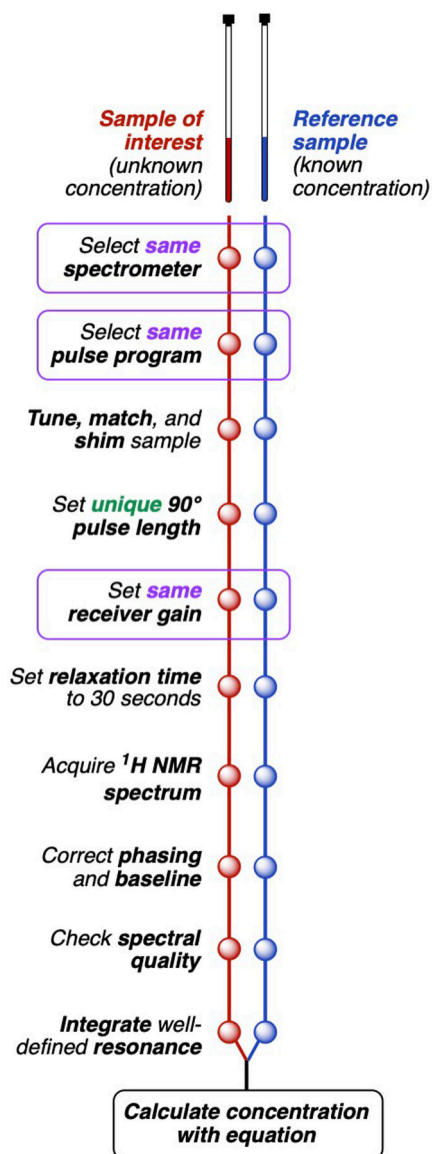 Sample of
interest
(unknown
concentration)
Reference
sample
(known
concentration)
Select same
spectrometer
Select same
pulse program
Tune, match, and
shim sample
Set unique 90°
pulse length
Set same
receiver gain
Set relaxation time
to 30 seconds
Acquire ¹H NMR
spectrum
Correct phasing
and baseline
Check spectral
quality
Integrate well-
defined resonance
Calculate concentration
with equation